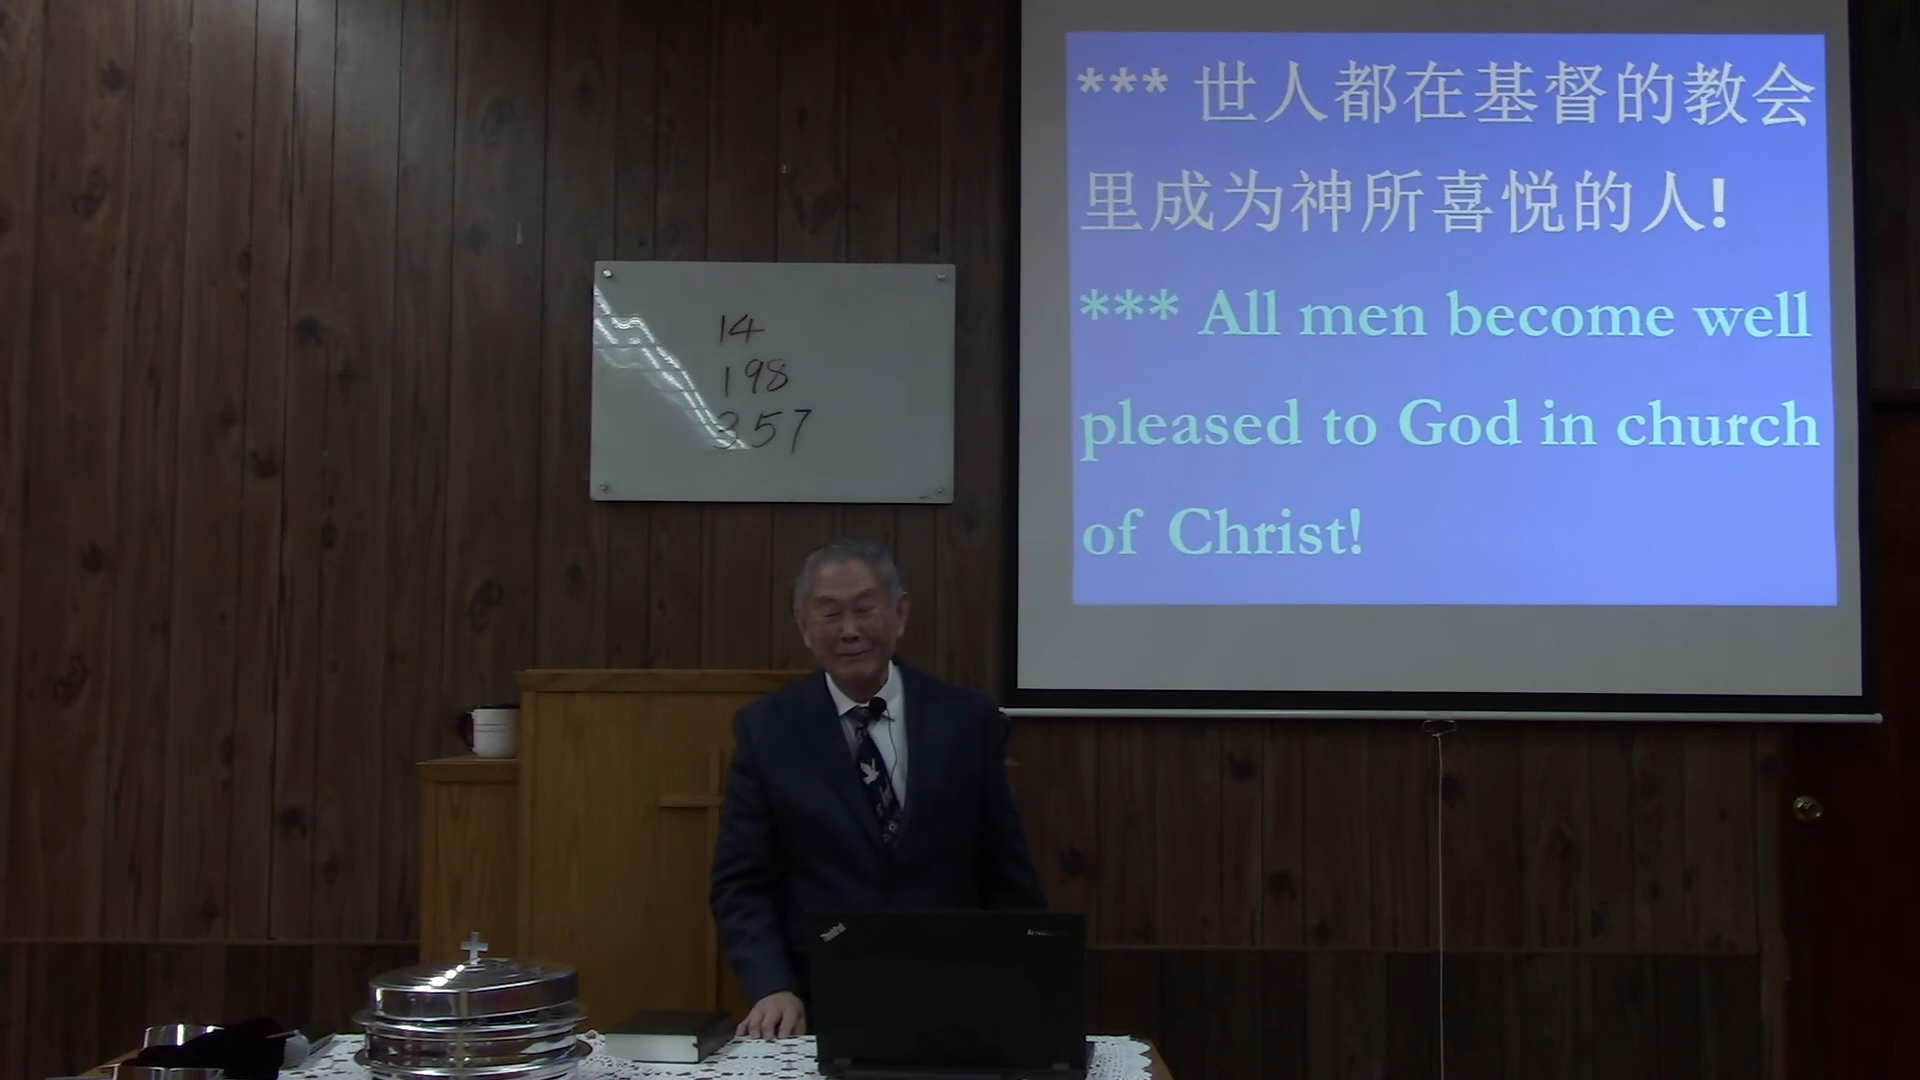 *** 世人都在基督的教会
里成为神所喜悦的人!
*** All men become well
pleased to God in church
of Christ!
14
198
357
ThinkPad